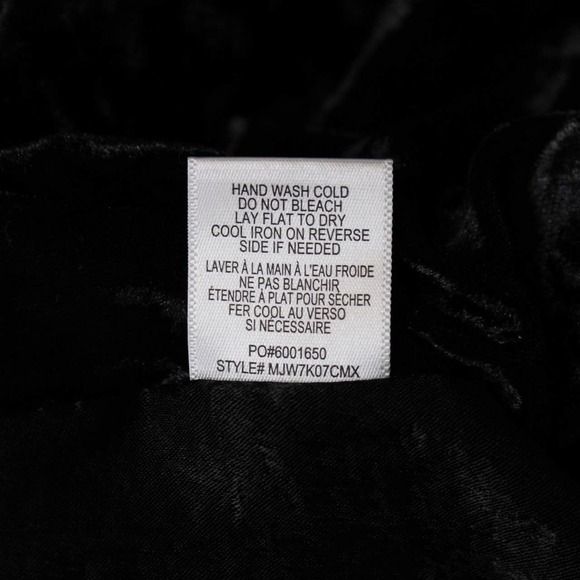 HAND WASH COLD
DO NOT BLEACH
LAY FLAT TO DRY
COOL IRON ON REVERSE
SIDE IF NEEDED
LAVER À LA MAIN À L'EAU FROIDE
NE PAS BLANCHIR
ÉTENDRE À PLAT POUR SÉCHER
FER COOL AU VERSO
SI NÉCESSAIRE
PO#6001650
STYLE# MJW7K07CMX